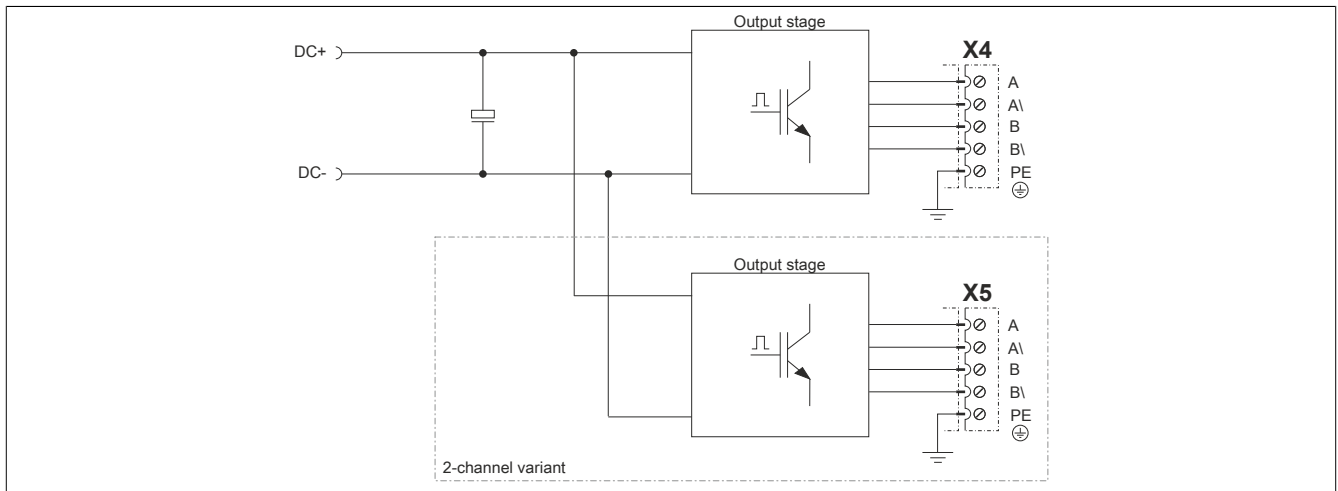 Output stage
DC+
X4
A
A\
B
B\
DC-
PE
Output stage
X5
A
A\
B
B\
PE
2-channel variant